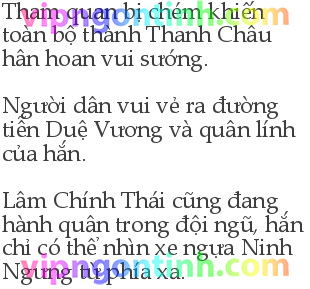 Tham quan bị chém khiến
toàn bộ thành Thanh Châu
hân hoan vui sướng.
Người dân vui vẻ ra đường
tiễn Duệ Vương và quân lính
của hắn.
Lâm Chính Thái cũng đang
hành quân trong đội ngũ, hắn
chỉ có thể nhìn xe ngựa Ninh
Ngưng từ phía xa.
vipngontinh.com
vipngontinh.com